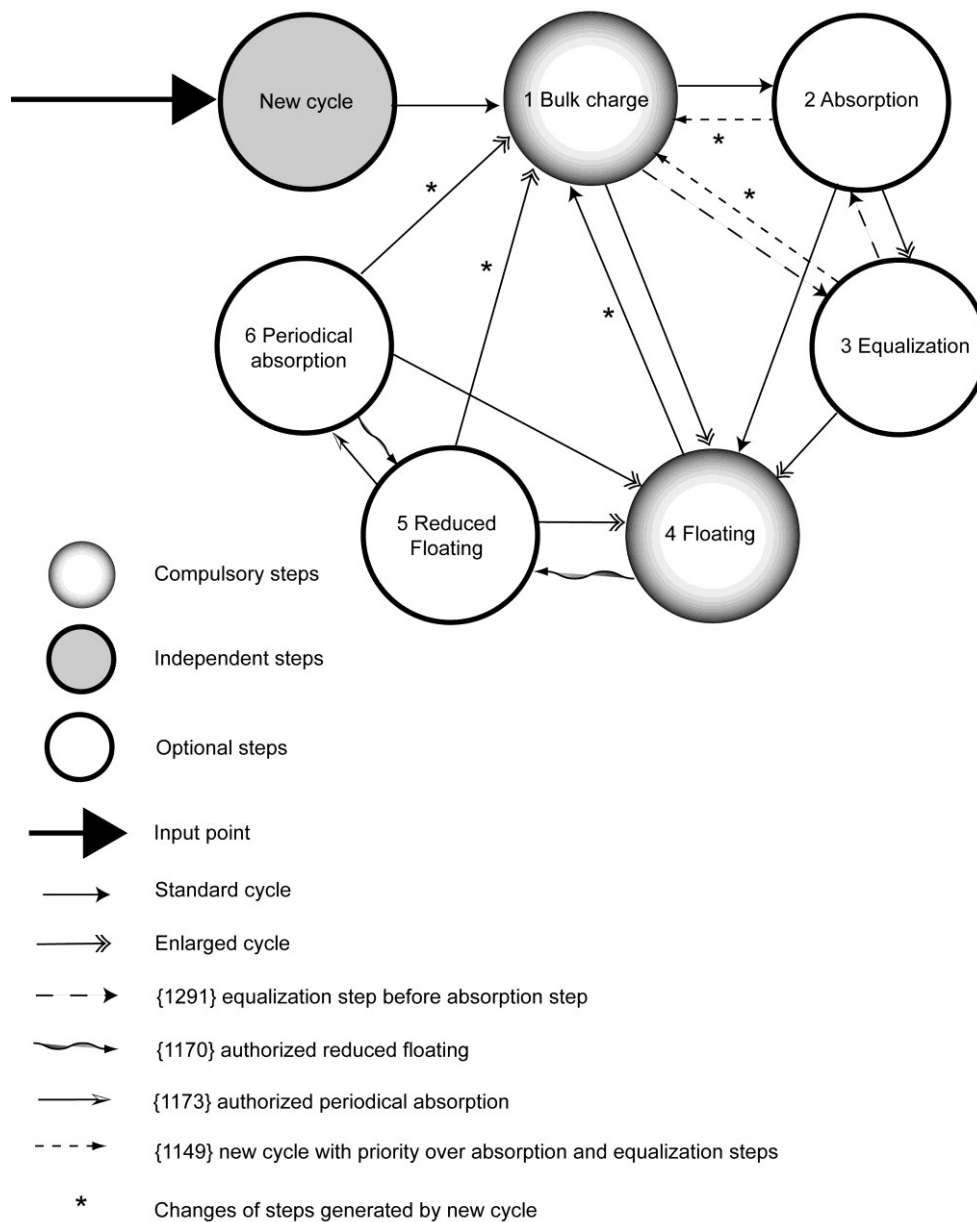 New cycle
1 Bulk charge
2 Absorption
*
*
*
*
*
6 Periodical
absorption
3 Equalization
5 Reduced
Floating
4 Floating
Compulsory steps
Independent steps
Optional steps
Input point
Standard cycle
Enlarged cycle
{1291} equalization step before absorption step
{1170} authorized reduced floating
{1173} authorized periodical absorption
{1149} new cycle with priority over absorption and equalization steps
* Changes of steps generated by new cycle